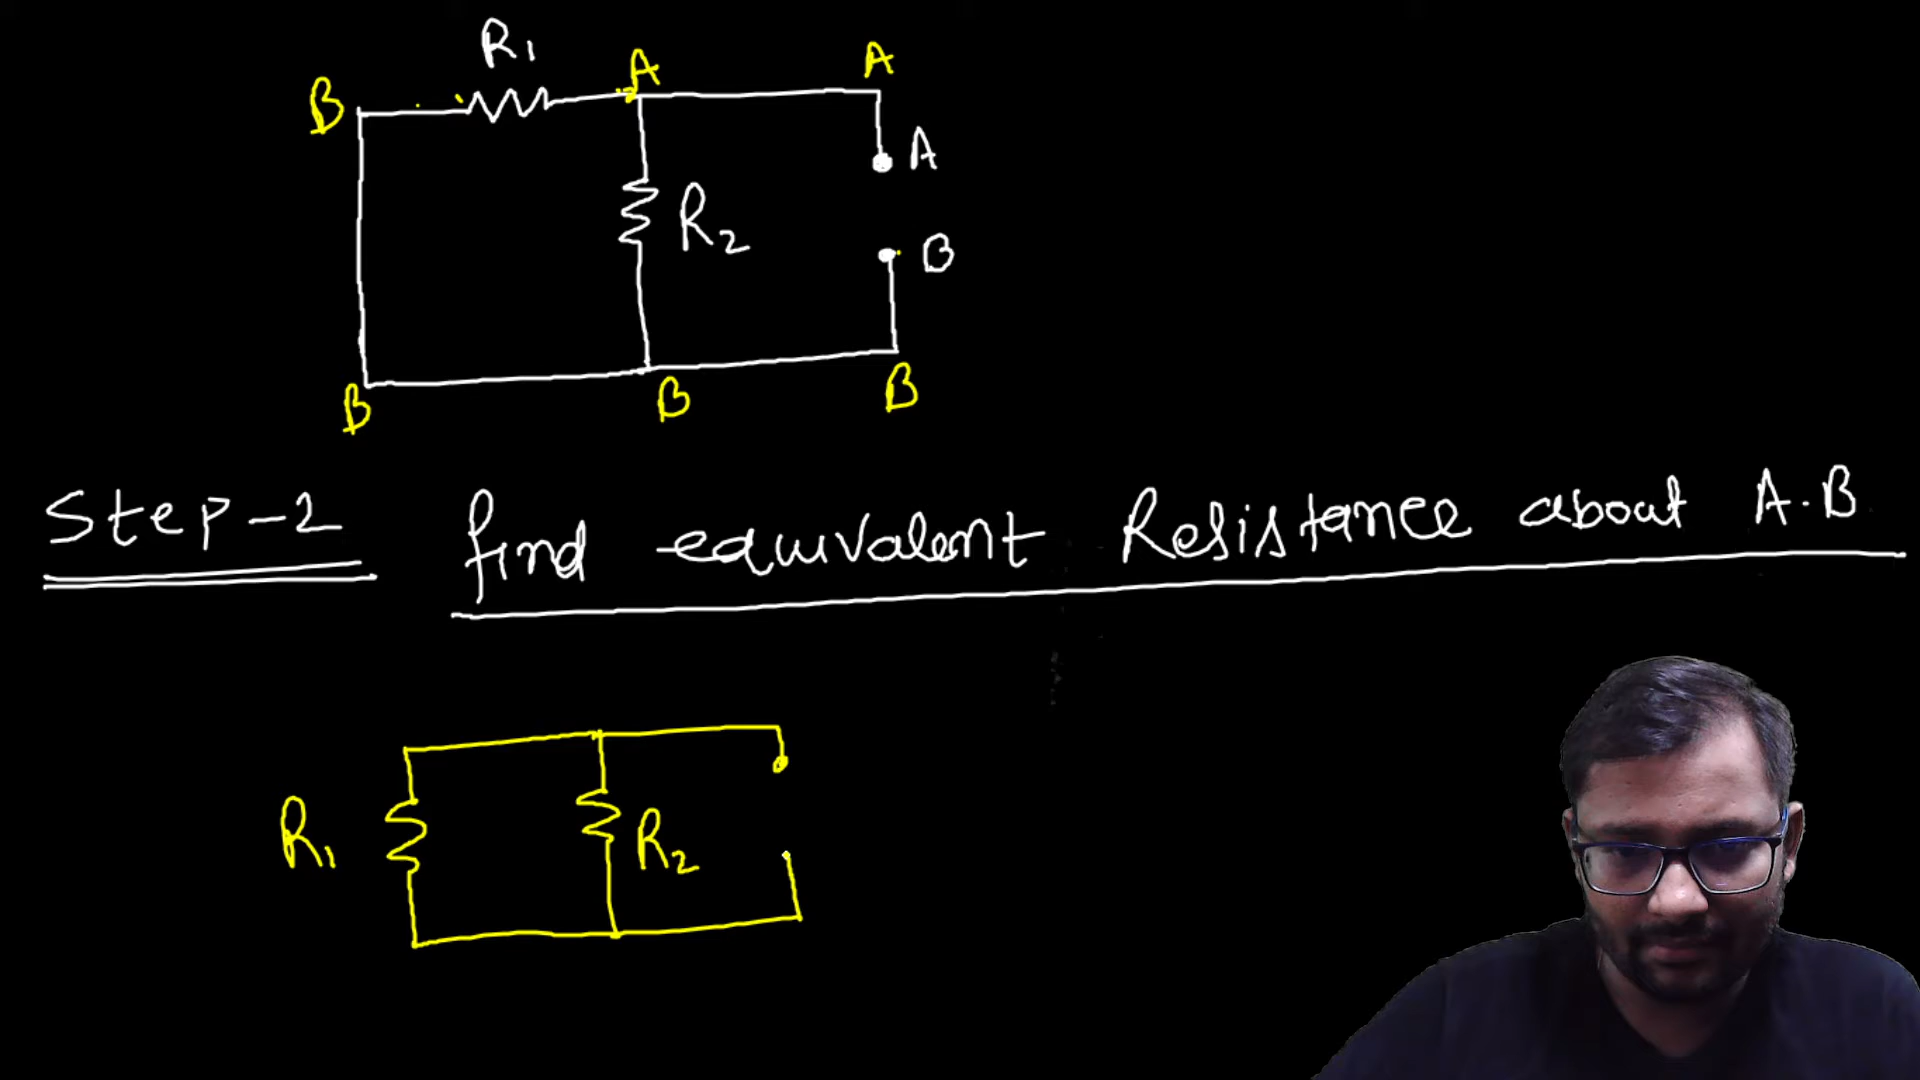 R1
B A A
A
R2
B
B B B
Step-2 find equivalent Resistance about A.B
R1 R2